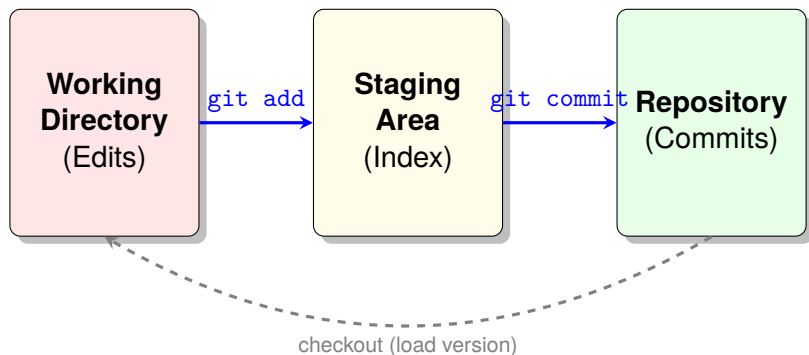 Working
Directory
(Edits)
git add
Staging
Area
(Index)
git commit
Repository
(Commits)
checkout (load version)